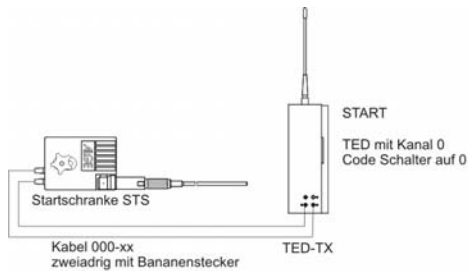 START
TED mit Kanal 0
Code Schalter auf 0
ALGE
Startschranke STS
Kabel 000-xx
zweiadrig mit Bananenstecker
TED-TX